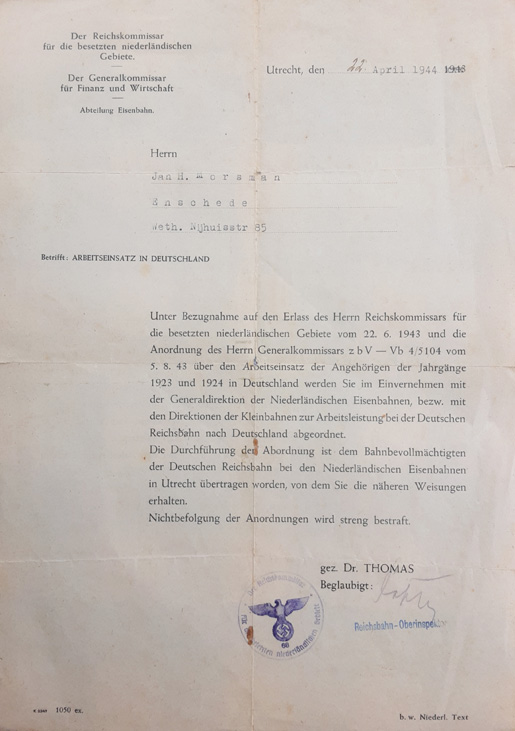 Der Reichskommissar
für die besetzten niederländischen
Gebiete.
Der Generalkommissar
für Finanz und Wirtschaft
Abteilung Eisenbahn.
Utrecht, den 22. April 1944 1943
Herrn
Jan H. Morsman
Enschede
Weth. Nijhuisstr 85
Betrifft: ARBEITSEINSATZ IN DEUTSCHLAND
Unter Bezugnahme auf den Erlass des Herrn Reichskommissars für
die besetzten niederländischen Gebiete vom 22. 6. 1943 und die
Anordnung des Herrn Generalkommissars z b V — Vb 4/5104 vom
5. 8. 43 über den Arbeitseinsatz der Angehörigen der Jahrgänge
1923 und 1924 in Deutschland werden Sie im Einvernehmen mit
der Generaldirektion der Niederländischen Eisenbahnen, bezw. mit
den Direktionen der Kleinbahnen zur Arbeitsleistung bei der Deutschen
Reichsbahn nach Deutschland abgeordnet.
Die Durchführung der Abordnung ist dem Bahnbevollmächtigten
der Deutschen Reichsbahn bei den Niederländischen Eisenbahnen
in Utrecht übertragen worden, von dem Sie die näheren Weisungen
erhalten.
Nichtbefolgung der Anordnungen wird streng bestraft.
gez. Dr. THOMAS
Beglaubigt:
Reichsbahn-Oberinspektor
Der Reichskommissar
niederländischen
66
1050 ex.
b. w. Niederl. Text